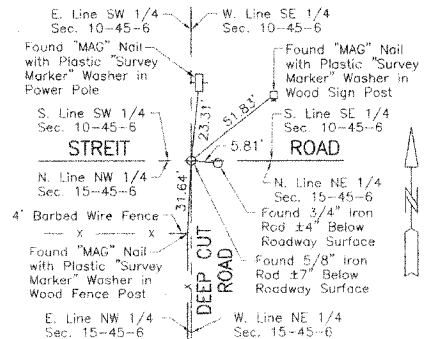 E. Line SW 1/4
Sec. 10-45-6
W. Line SE 1/4
Sec. 10-45-6
Found "MAG" Nail
with Plastic "Survey
Marker" Washer in
Power Pole
Found "MAG" Nail
with Plastic "Survey
Marker" Washer in
Wood Sign Post
23.31'
51.83'
S. Line SW 1/4
Sec. 10-45-6
S. Line SE 1/4
Sec. 10-45-6
5.81'
STREIT
ROAD
N. Line NW 1/4
Sec. 15-45-6
N. Line NE 1/4
Sec. 15-45-6
31.64'
4' Barbed Wire Fence
X
X
Found 3/4" Iron
Rod ±4" Below
Roadway Surface
Found "MAG" Nail
with Plastic "Survey
Marker" Washer in
Wood Fence Post
Found 5/8" Iron
Rod ±7" Below
Roadway Surface
X
DEEP CUT
ROAD
N
E. Line NW 1/4
Sec. 15-45-6
W. Line NE 1/4
Sec. 15-45-6